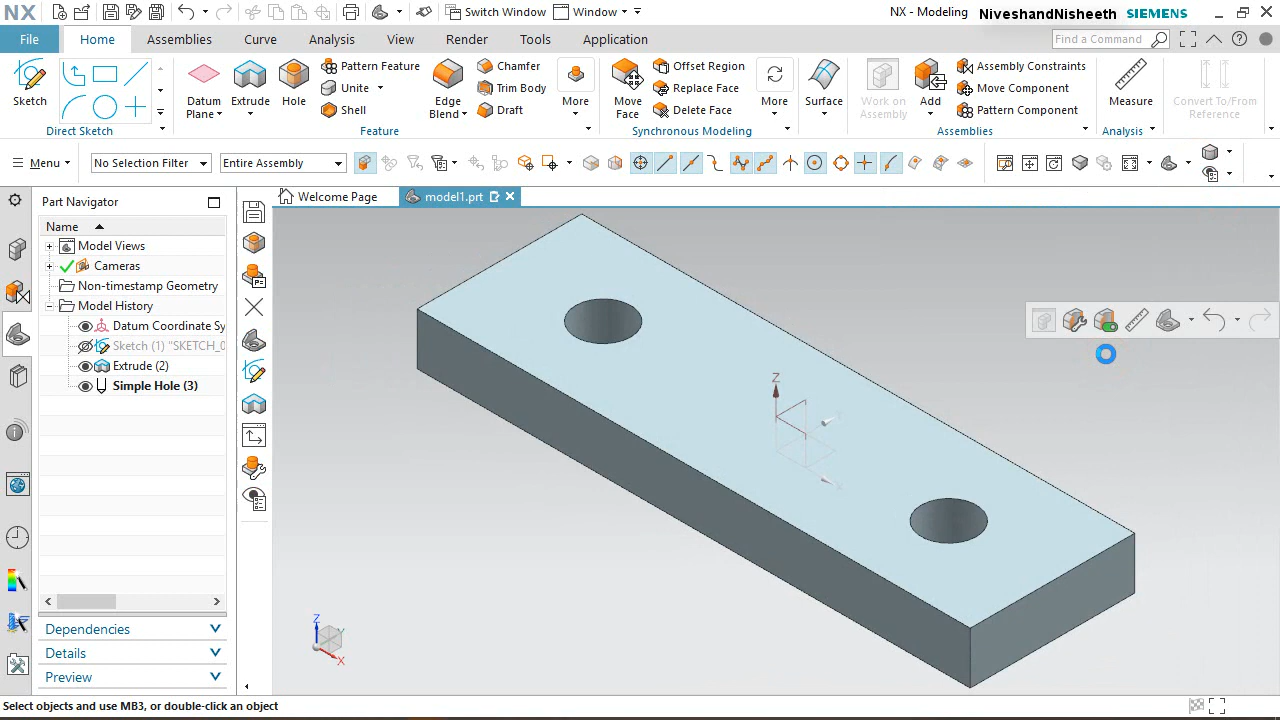 NX
Switch Window
Window
NX - Modeling
NiveshandNisheeth
SIEMENS
File
Home
Assemblies
Curve
Analysis
View
Render
Tools
Application
Find a Command
Sketch
Direct Sketch
Datum Plane
Extrude
Hole
Pattern Feature
Unite
Shell
Edge Blend
Chamfer
Trim Body
Draft
More
Feature
Move Face
Offset Region
Replace Face
Delete Face
More
Synchronous Modeling
Surface
Work on Assembly
Add
Assembly Constraints
Move Component
Pattern Component
Assemblies
Measure
Analysis
Convert To/From Reference
Menu
No Selection Filter
Entire Assembly
Part Navigator
Name
Model Views
Cameras
Non-timestamp Geometry
Model History
Datum Coordinate Sy
Sketch (1) "SKETCH_0
Extrude (2)
Simple Hole (3)
Dependencies
Details
Preview
Welcome Page
model1.prt
Z
Z
Y
X
Select objects and use MB3, or double-click an object